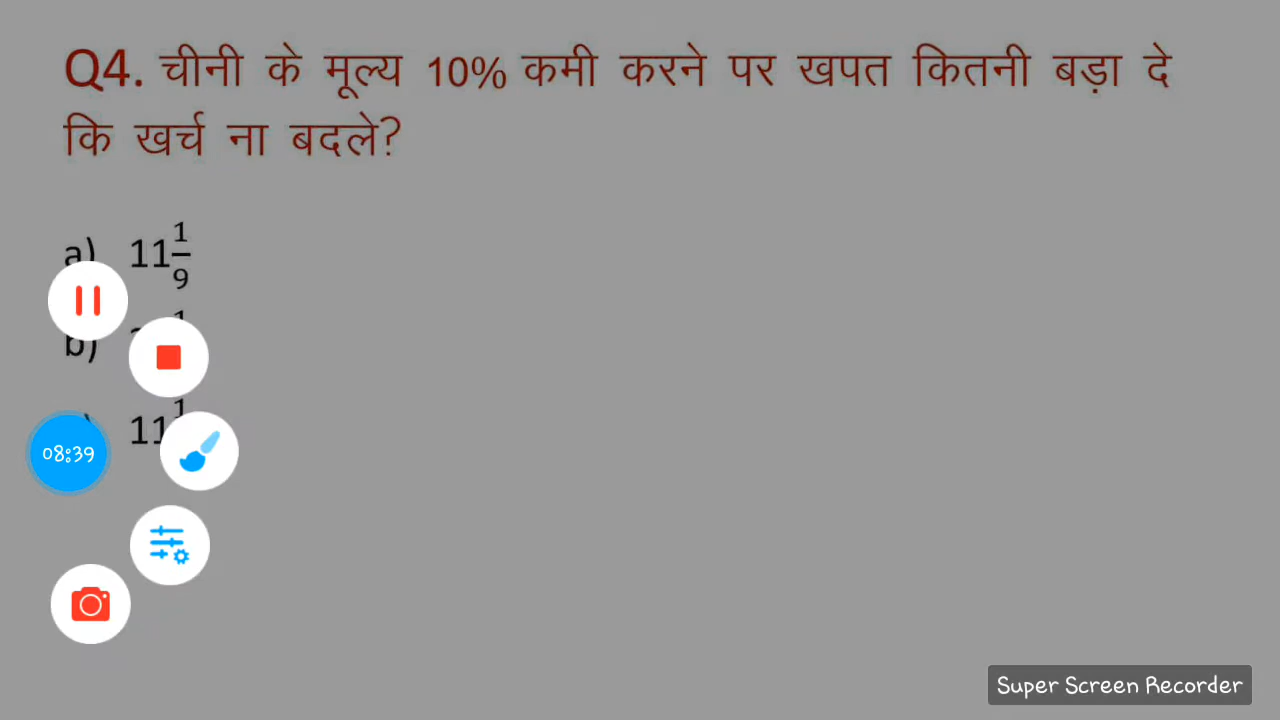 Q4. चीनी के मूल्य 10% कमी करने पर खपत कितनी बड़ा दे
कि खर्च ना बदले?
a) 11 1/9
b)
11
08:39
Super Screen Recorder